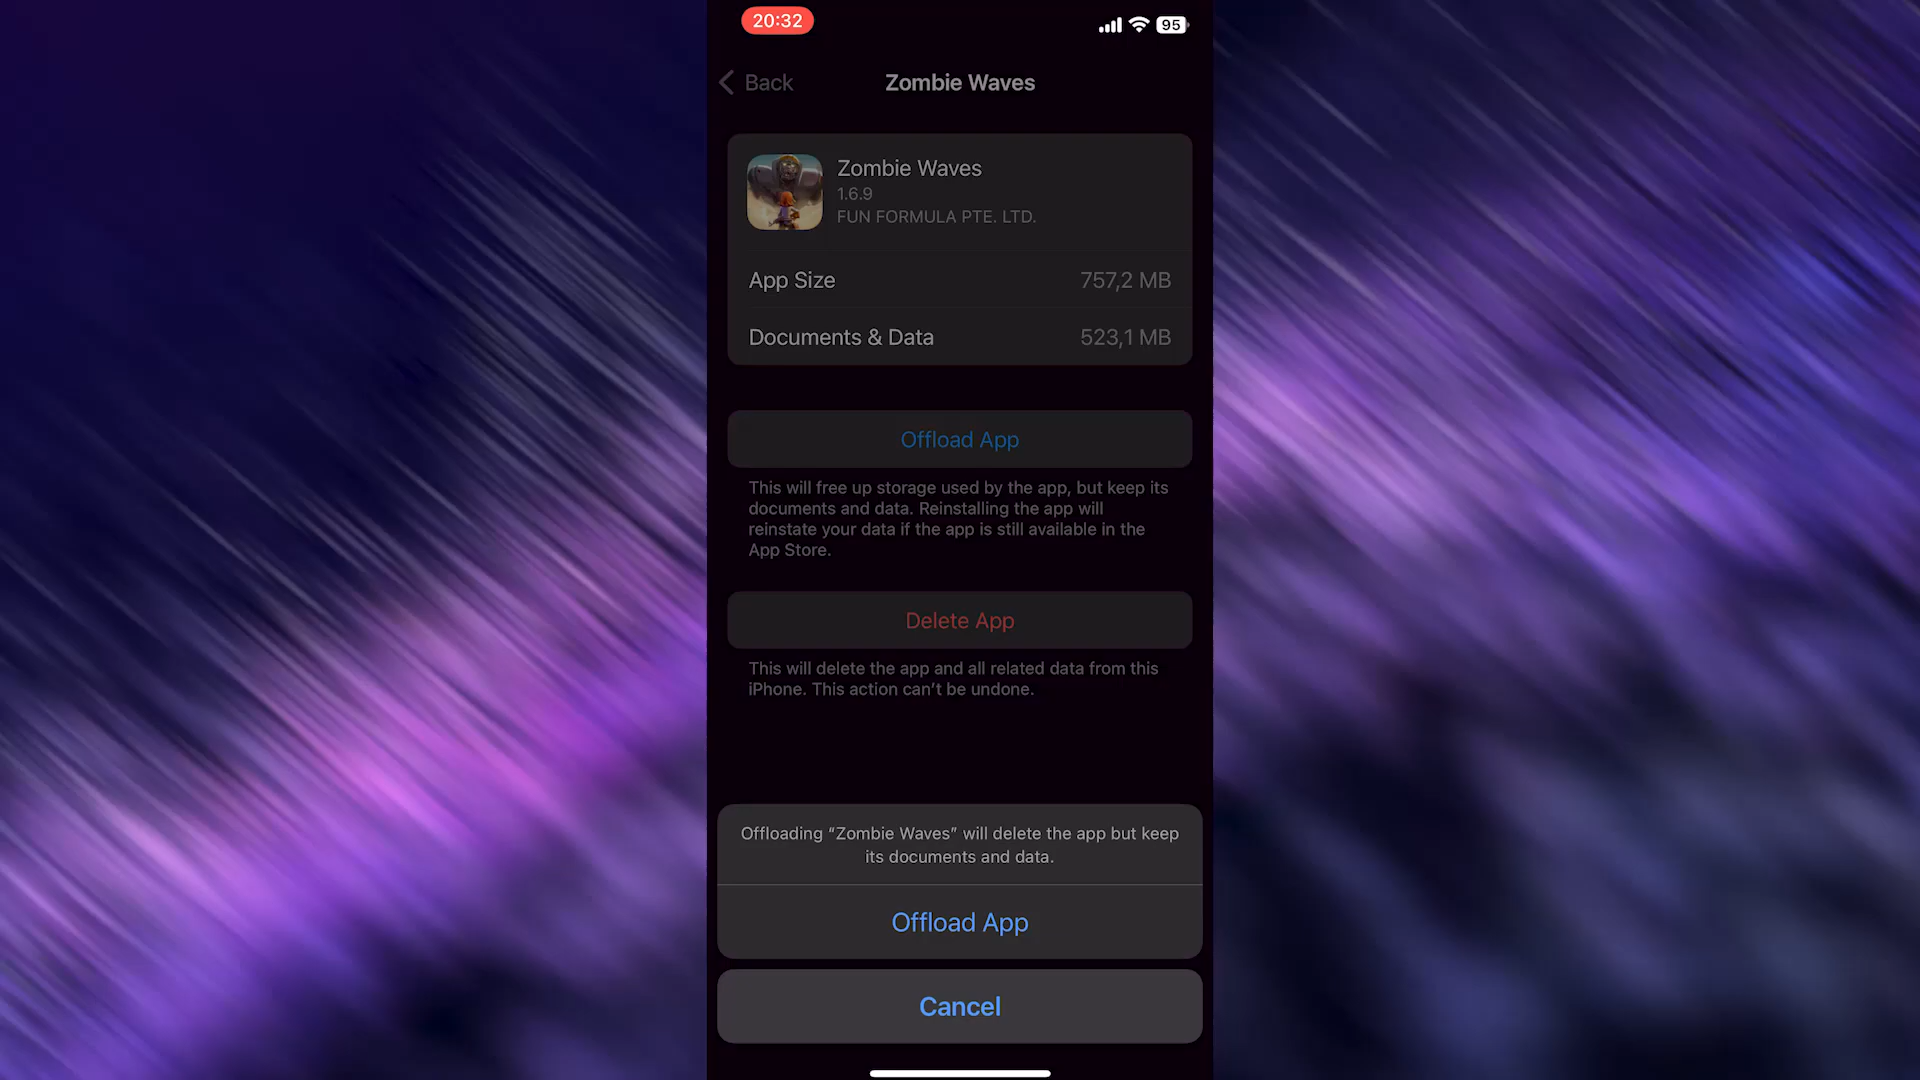 20:32
95
Back
Zombie Waves
Zombie Waves
1.6.9
FUN FORMULA PTE. LTD.
App Size 757,2 MB
Documents & Data 523,1 MB
Offload App
This will free up storage used by the app, but keep its
documents and data. Reinstalling the app will
reinstate your data if the app is still available in the
App Store.
Delete App
This will delete the app and all related data from this
iPhone. This action can’t be undone.
Offloading “Zombie Waves” will delete the app but keep
its documents and data.
Offload App
Cancel